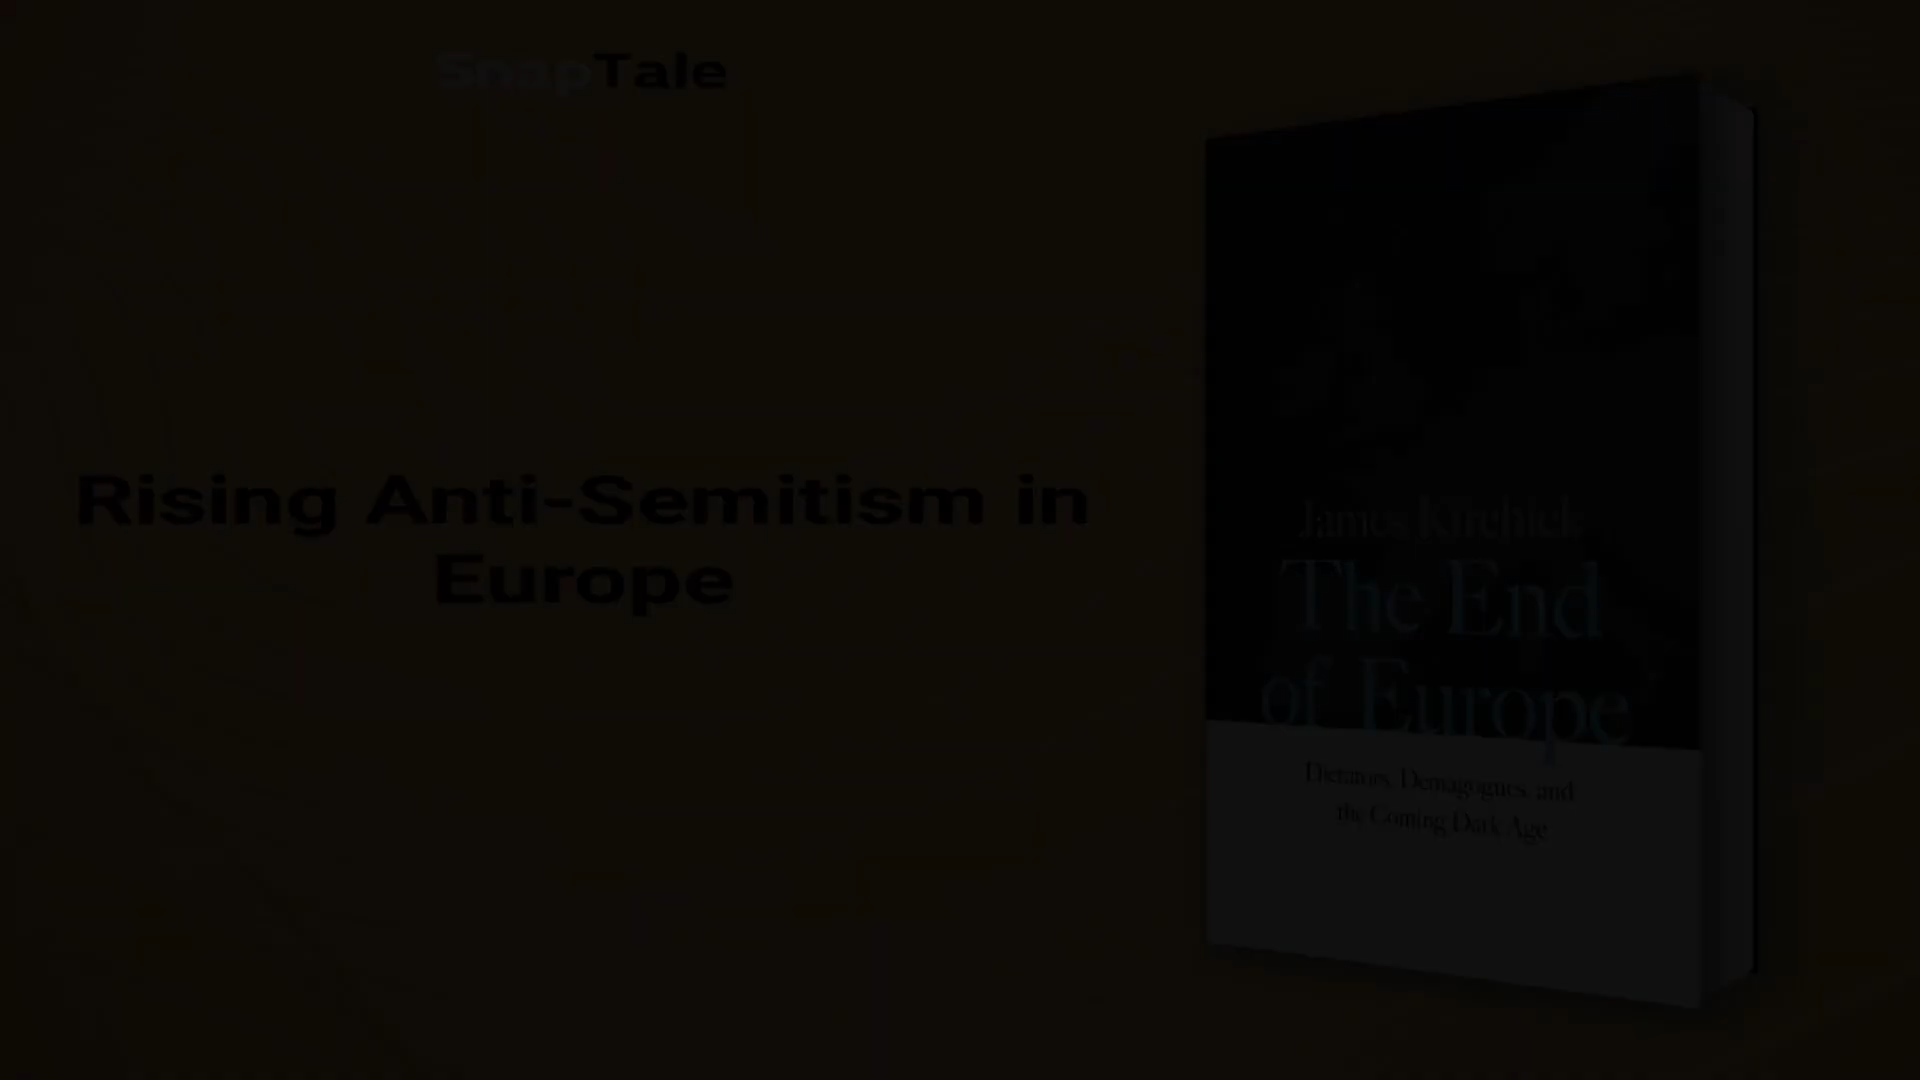 SnapTale
Rising Anti-Semitism in
Europe
James Kirchick
The End
of Europe
Dictators, Demagogues, and
the Coming Dark Age